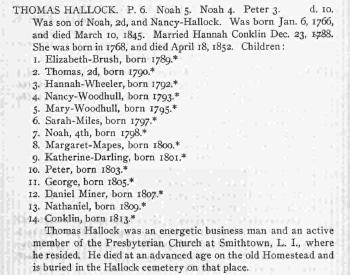 THOMAS HALLOCK. P. 6. Noah 5. Noah 4. Peter 3. d. 10.
Was son of Noah, 2d, and Nancy-Hallock. Was born Jan. 6, 1766,
and died March 10, 1845. Married Hannah Conklin Dec. 23, 1788.
She was born in 1768, and died April 18, 1852. Children:
1. Elizabeth-Brush, born 1789.*
2. Thomas, 2d, born 1790.*
3. Hannah-Wheeler, born 1792.*
4. Nancy-Woodhull, born 1793.*
5. Mary-Woodhull, born 1795.*
6. Sarah-Miles, born 1797.*
7. Noah, 4th, born 1798.*
8. Margaret-Mapes, born 1800.*
9. Katherine-Darling, born 1801.*
10. Peter, born 1803.*
11. George, born 1805.*
12. Daniel Miner, born 1807.*
13. Nathaniel, born 1809.*
14. Conklin, born 1813.*
Thomas Hallock was an energetic business man and an active
member of the Presbyterian Church at Smithtown, L. I., where
he resided. He died at an advanced age on the old Homestead and
is buried in the Hallock cemetery on that place.